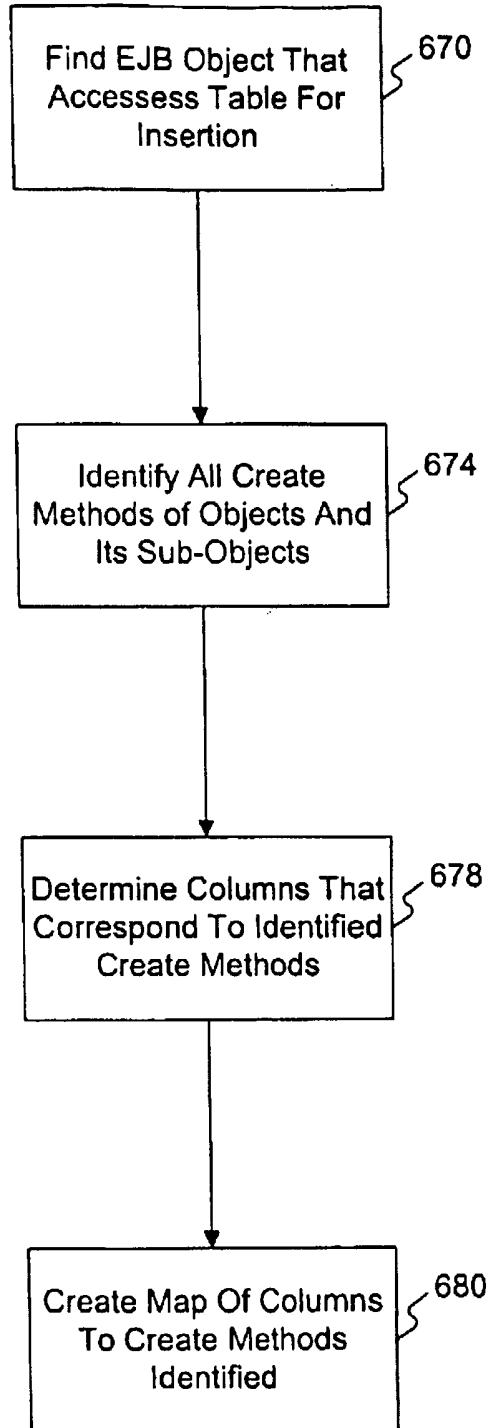 Find EJB Object That
Accessess Table For
Insertion
670
Identify All Create
Methods of Objects And
Its Sub-Objects
674
Determine Columns That
Correspond To Identified
Create Methods
678
Create Map Of Columns
To Create Methods
Identified
680